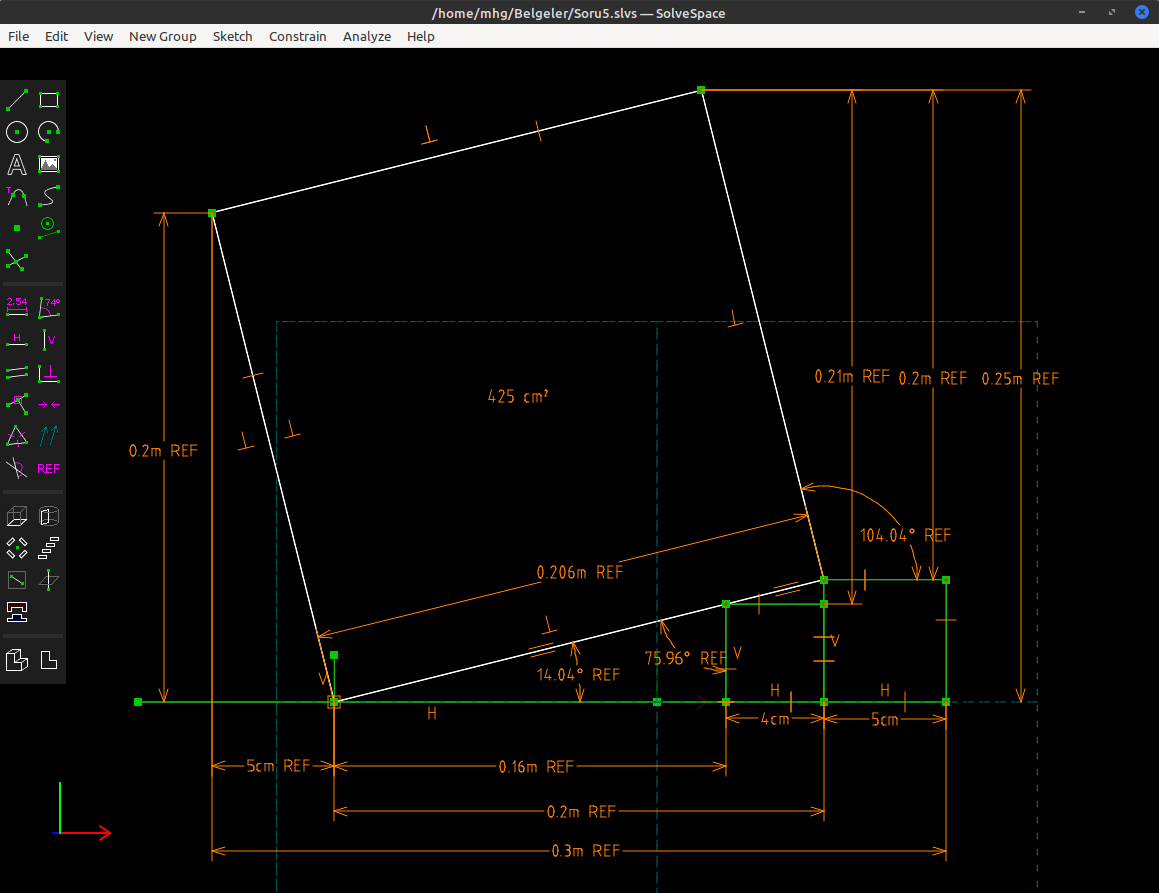 /home/mhg/Belgeler/Soru5.slvs — SolveSpace
File Edit View New Group Sketch Constrain Analyze Help
T
2.54 74°
H V
REF
425 cm²
0.21m REF 0.2m REF 0.25m REF
0.2m REF
104.04° REF
0.206m REF
75.96° REF V V
14.04° REF
V
H H
H
4cm 5cm
5cm REF 0.16m REF
0.2m REF
0.3m REF